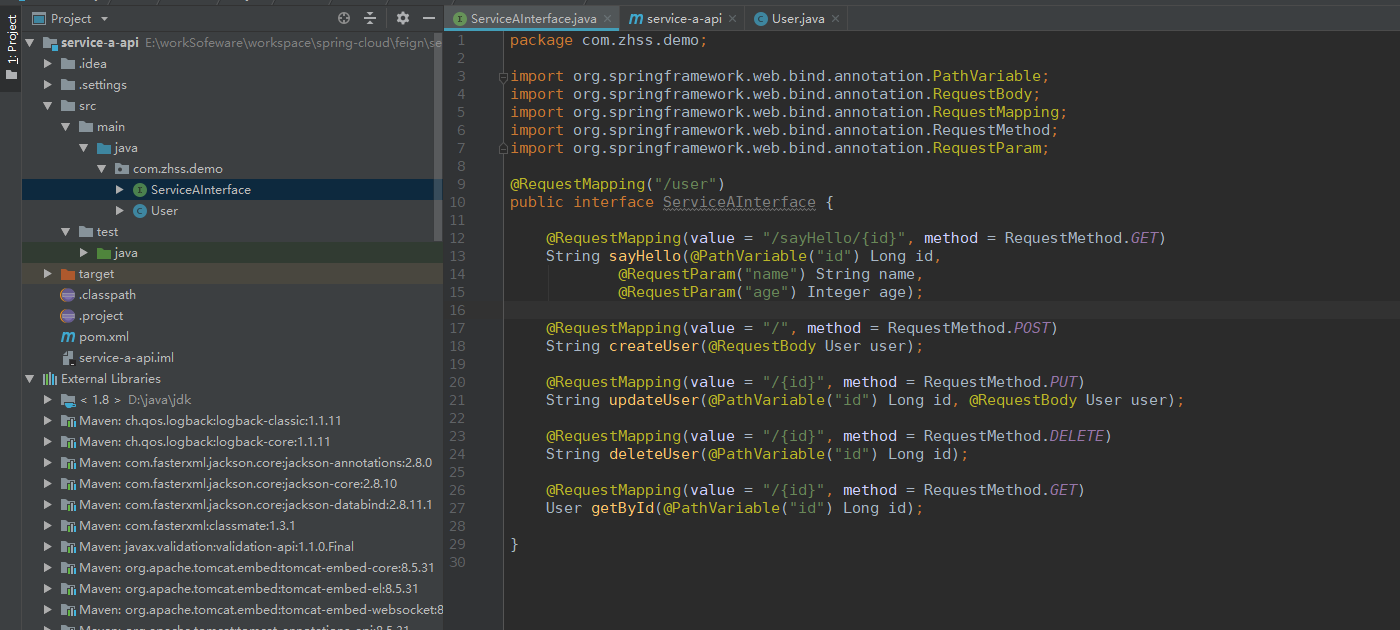 1: Project
Project
service-a-api E:\workSofeware\workspace\spring-cloud\feign\se
.idea
.settings
src
main
java
com.zhss.demo
ServiceAInterface
User
test
java
target
.classpath
.project
pom.xml
service-a-api.iml
External Libraries
< 1.8 > D:\java\jdk
Maven: ch.qos.logback:logback-classic:1.1.11
Maven: ch.qos.logback:logback-core:1.1.11
Maven: com.fasterxml.jackson.core:jackson-annotations:2.8.0
Maven: com.fasterxml.jackson.core:jackson-core:2.8.10
Maven: com.fasterxml.jackson.core:jackson-databind:2.8.11.1
Maven: com.fasterxml:classmate:1.3.1
Maven: javax.validation:validation-api:1.1.0.Final
Maven: org.apache.tomcat.embed:tomcat-embed-core:8.5.31
Maven: org.apache.tomcat.embed:tomcat-embed-el:8.5.31
Maven: org.apache.tomcat.embed:tomcat-embed-websocket:8
Maven: org.apache.tomcat:tomcat-annotations-api:8.5.31
ServiceAInterface.java service-a-api User.java
1 package com.zhss.demo;
2
3 import org.springframework.web.bind.annotation.PathVariable;
4 import org.springframework.web.bind.annotation.RequestBody;
5 import org.springframework.web.bind.annotation.RequestMapping;
6 import org.springframework.web.bind.annotation.RequestMethod;
7 import org.springframework.web.bind.annotation.RequestParam;
8
9 @RequestMapping("/user")
10 public interface ServiceAInterface {
11
12 @RequestMapping(value = "/sayHello/{id}", method = RequestMethod.GET)
13 String sayHello(@PathVariable("id") Long id,
14 @RequestParam("name") String name,
15 @RequestParam("age") Integer age);
16
17 @RequestMapping(value = "/", method = RequestMethod.POST)
18 String createUser(@RequestBody User user);
19
20 @RequestMapping(value = "/{id}", method = RequestMethod.PUT)
21 String updateUser(@PathVariable("id") Long id, @RequestBody User user);
22
23 @RequestMapping(value = "/{id}", method = RequestMethod.DELETE)
24 String deleteUser(@PathVariable("id") Long id);
25
26 @RequestMapping(value = "/{id}", method = RequestMethod.GET)
27 User getById(@PathVariable("id") Long id);
28
29 }
30